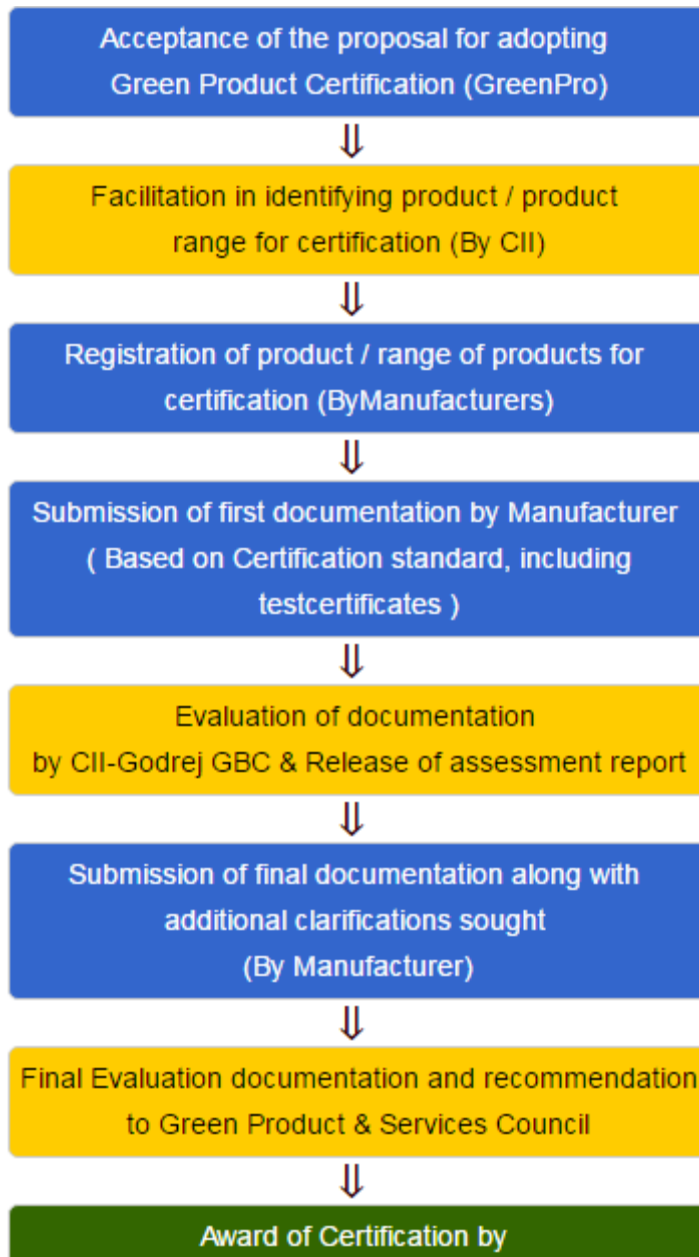 Acceptance of the proposal for adopting
Green Product Certification (GreenPro)
Facilitation in identifying product / product
range for certification (By CII)
Registration of product / range of products for
certification (ByManufacturers)
Submission of first documentation by Manufacturer
( Based on Certification standard, including
testcertificates )
Evaluation of documentation
by CII-Godrej GBC & Release of assessment report
Submission of final documentation along with
additional clarifications sought
(By Manufacturer)
Final Evaluation documentation and recommendation
to Green Product & Services Council
Award of Certification by